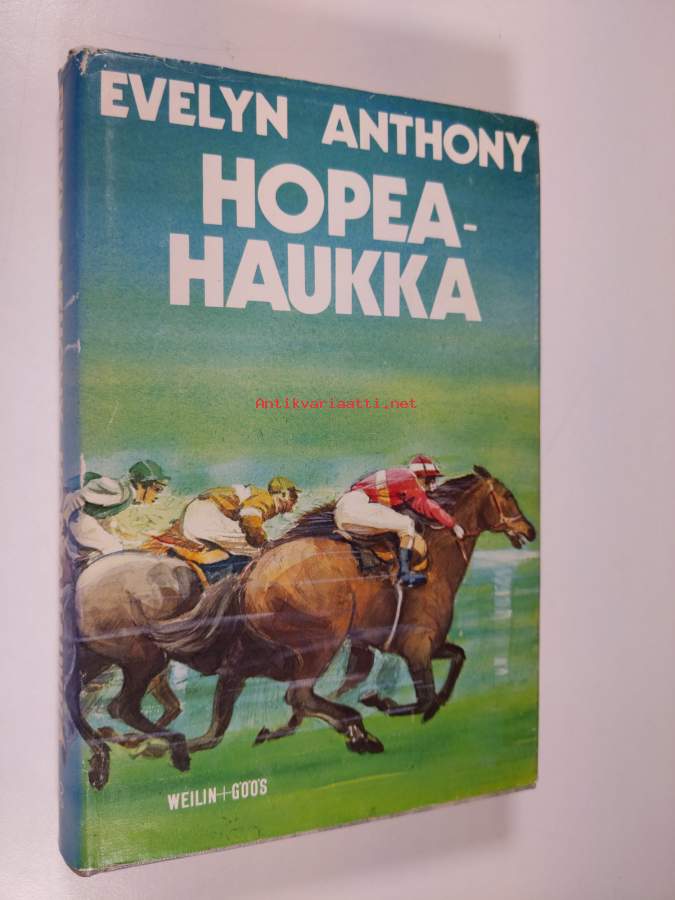 EVELYN ANTHONY
HOPEA-
HAUKKA
Antikvariaatti.net
WEILIN+GÖÖS